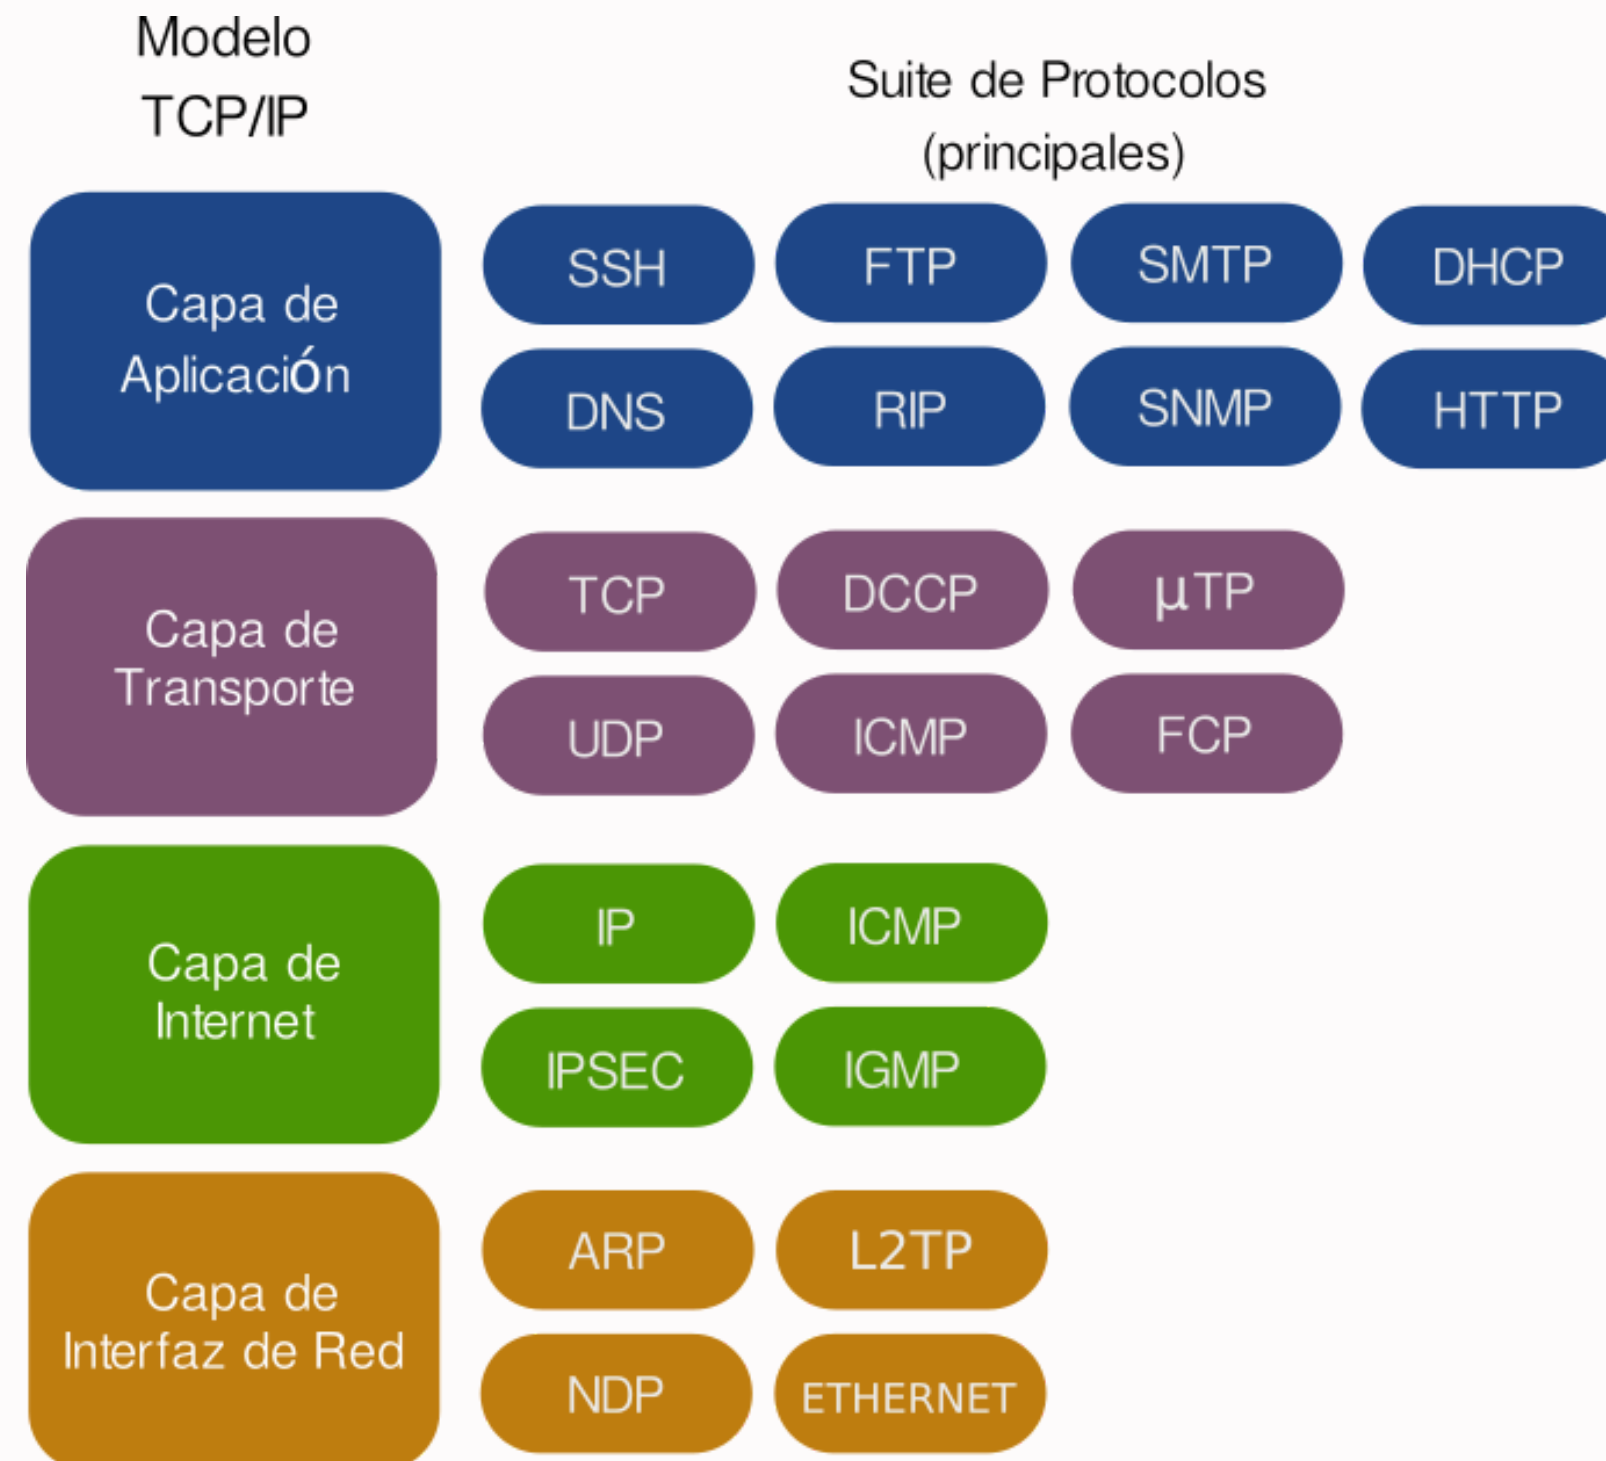 Modelo
TCP/IP
Suite de Protocolos
(principales)
Capa de
Aplicación
SSH
FTP
SMTP
DHCP
DNS
RIP
SNMP
HTTP
Capa de
Transporte
TCP
DCCP
µTP
UDP
ICMP
FCP
Capa de
Internet
IP
ICMP
IPSEC
IGMP
Capa de
Interfaz de Red
ARP
L2TP
NDP
ETHERNET